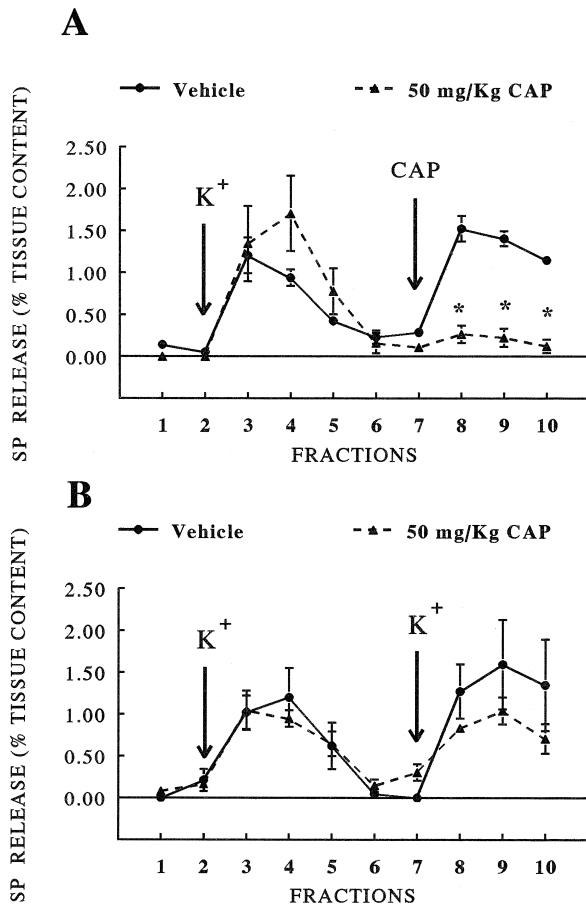 A
Vehicle 50 mg/Kg CAP
SP RELEASE (% TISSUE CONTENT)
2.50
2.00
1.50
1.00
0.50
0.00
K+
CAP
* * *
1 2 3 4 5 6 7 8 9 10
FRACTIONS
B
Vehicle 50 mg/Kg CAP
SP RELEASE (% TISSUE CONTENT)
2.50
2.00
1.50
1.00
0.50
0.00
K+ K+
1 2 3 4 5 6 7 8 9 10
FRACTIONS